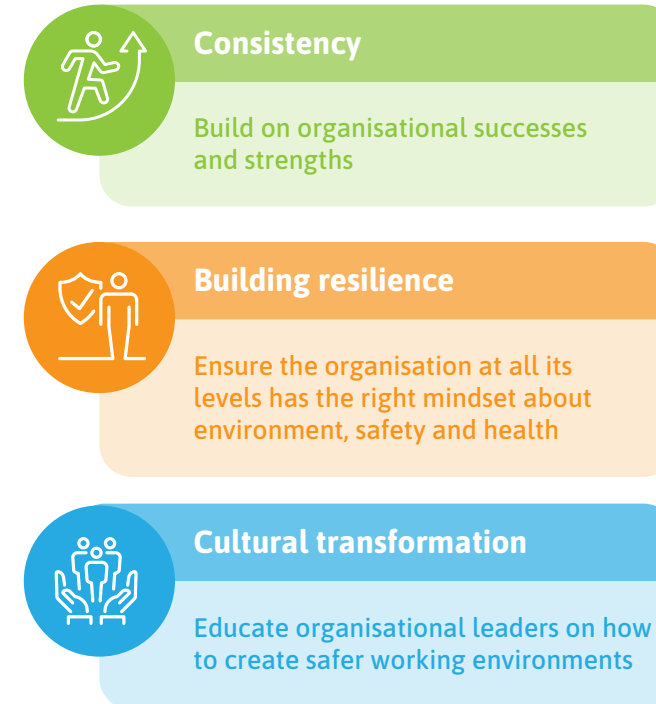 Consistency
Build on organisational successes
and strengths
Building resilience
Ensure the organisation at all its
levels has the right mindset about
environment, safety and health
Cultural transformation
Educate organisational leaders on how
to create safer working environments